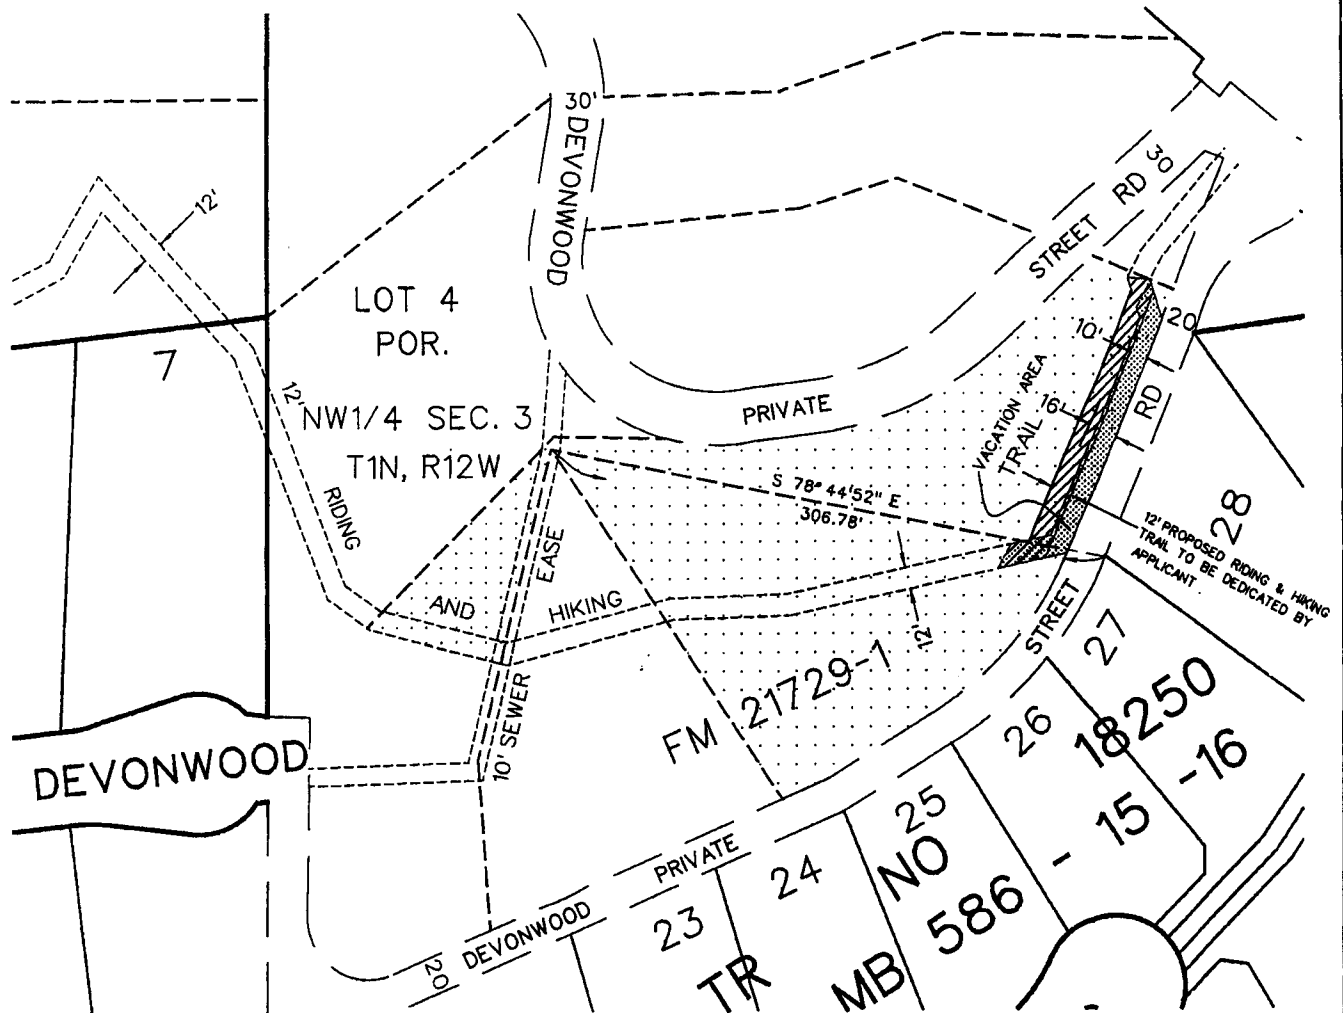 30'
DEVONWOOD
STREET RD 30
12'
LOT 4
POR.
7
12'
NW1/4 SEC. 3
T1N, R12W
PRIVATE
VACATION AREA
TRAIL
10'
16'
20
RD
S 78° 44'52" E
306.78'
RIDING
AND
HIKING
EASE
10' SEWER
12'
12' PROPOSED RIDING & HIKING
TRAIL TO BE DEDICATED BY
APPLICANT
28
STREET
27
FM 21729-1
26
18250
DEVONWOOD
PRIVATE
25
- 15 -16
24
NO
586
DEVONWOOD
23
20
TR
MB